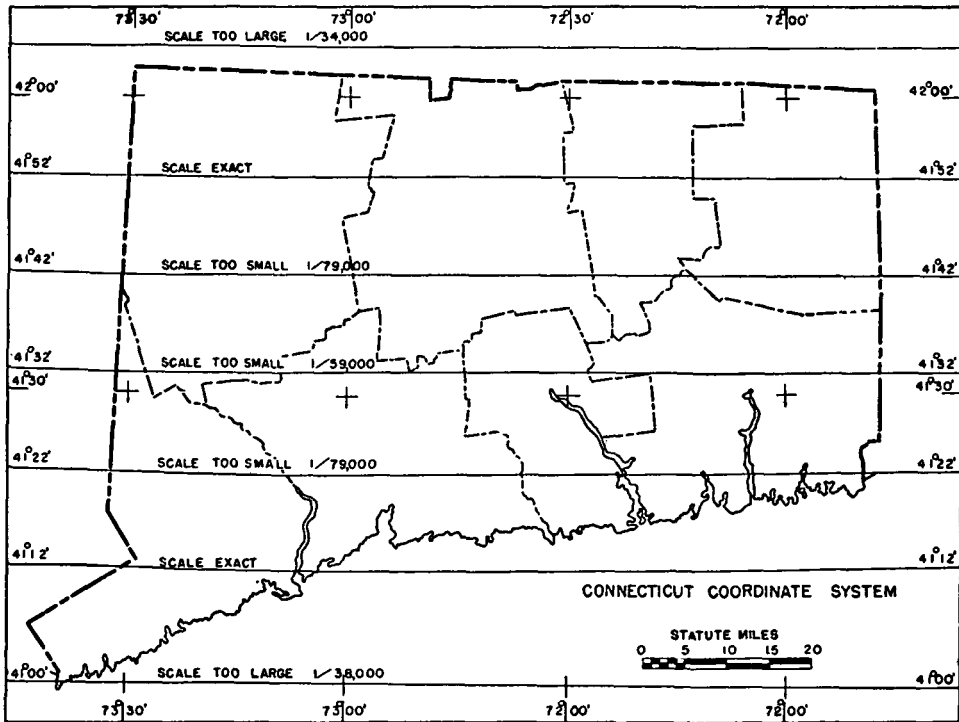 73°30' 73°00' 72°30' 72°00'
SCALE TOO LARGE 1/34,000
42°00' 42°00'
41°52' SCALE EXACT 41°52'
41°42' SCALE TOO SMALL 1/79,000 41°42'
41°32' SCALE TOO SMALL 1/59,000 41°32'
41°30' 41°30'
41°22' SCALE TOO SMALL 1/79,000 41°22'
41°12' SCALE EXACT 41°12'
CONNECTICUT COORDINATE SYSTEM
STATUTE MILES
0 5 10 15 20
41°00' SCALE TOO LARGE 1/38,000 41°00'
73°30' 73°00' 72°00' 72°00'